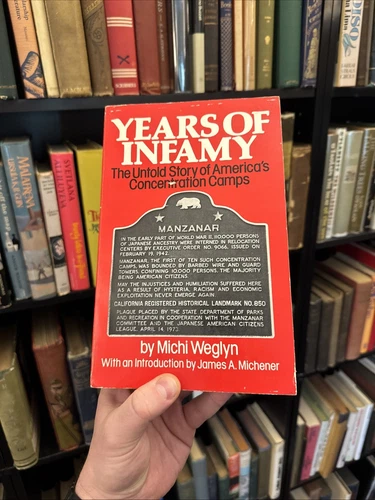 YEARS OF
INFAMY
The Untold Story of America's
Concentration Camps
MANZANAR
IN THE EARLY PART OF WORLD WAR II, 110,000 PERSONS
OF JAPANESE ANCESTRY WERE INTERNED IN RELOCATION
CENTERS BY EXECUTIVE ORDER NO. 9066, ISSUED ON
FEBRUARY 19, 1942.
MANZANAR, THE FIRST OF TEN SUCH CONCENTRATION
CAMPS, WAS BOUNDED BY BARBED WIRE AND GUARD
TOWERS, CONFINING 10,000 PERSONS, THE MAJORITY
BEING AMERICAN CITIZENS.
MAY THE INJUSTICES AND HUMILIATION SUFFERED HERE
AS A RESULT OF HYSTERIA, RACISM AND ECONOMIC
EXPLOITATION NEVER EMERGE AGAIN.
CALIFORNIA REGISTERED HISTORICAL LANDMARK NO. 850
PLAQUE PLACED BY THE STATE DEPARTMENT OF PARKS
AND RECREATION IN COOPERATION WITH THE MANZANAR
COMMITTEE AND THE JAPANESE AMERICAN CITIZENS
LEAGUE, APRIL 14, 1973.
by Michi Weglyn
With an Introduction by James A. Michener